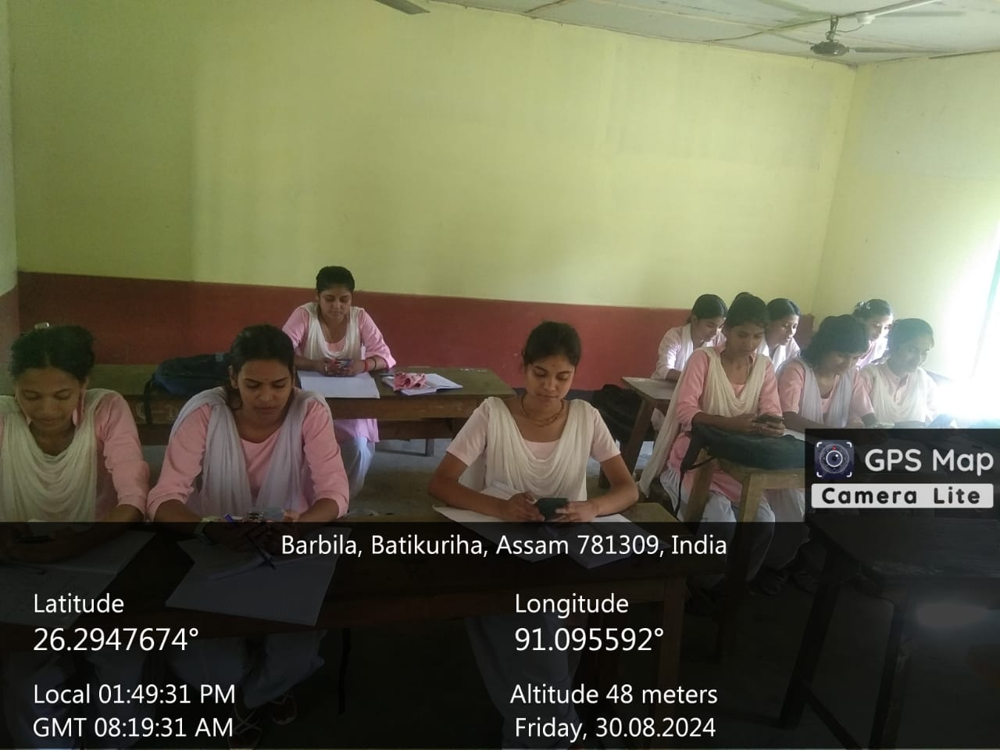 GPS Map
Camera Lite
Barbila, Batikuriha, Assam 781309, India
Latitude
26.2947674°
Longitude
91.095592°
Local 01:49:31 PM
GMT 08:19:31 AM
Altitude 48 meters
Friday, 30.08.2024